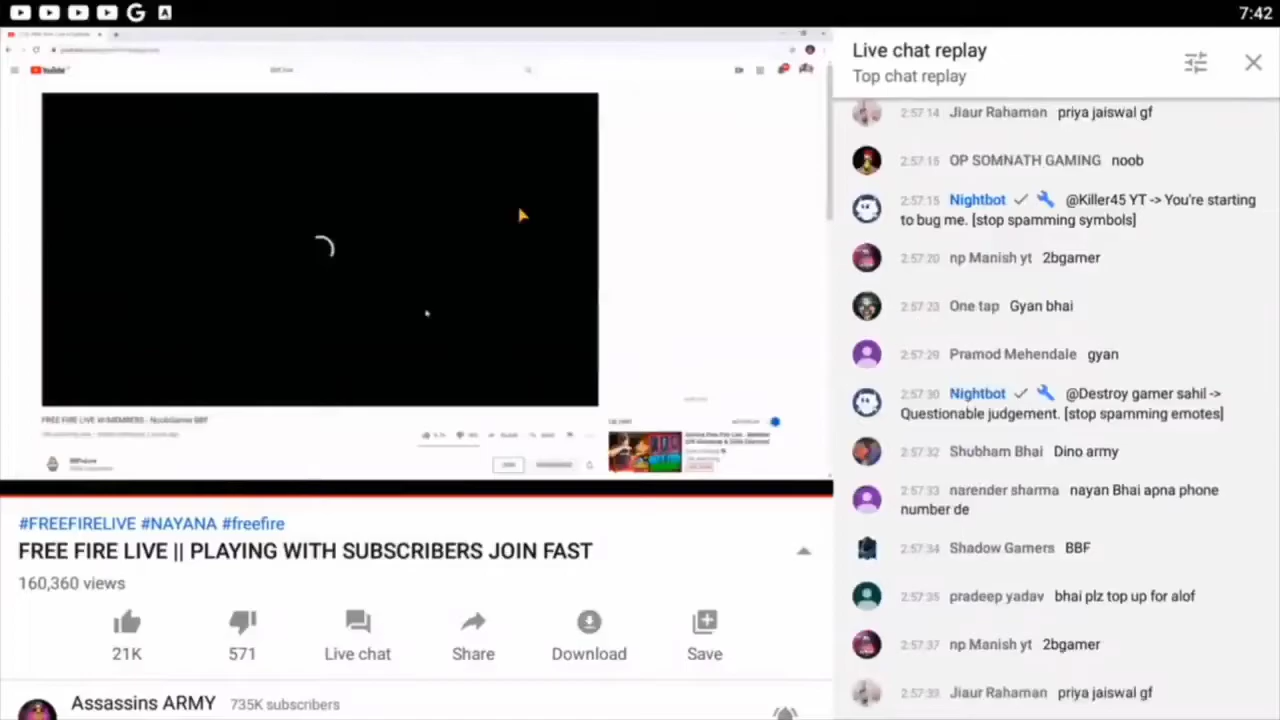 7:42
YouTube
FREE FIRE LIVE
Live chat replay
Top chat replay
2:57:14 Jiaur Rahaman priya jaiswal gf
OP SOMNATH GAMING noob
2:57:15 Nightbot @Killer45 YT -> You're starting
to bug me. [stop spamming symbols]
2:57:20 np Manish yt 2bgamer
2:57:23 One tap Gyan bhai
2:57:29 Pramod Mehendale gyan
2:57:30 Nightbot @Destroy gamer sahil ->
Questionable judgement. [stop spamming emotes]
2:57:32 Shubham Bhai Dino army
2:57:33 narender sharma nayan Bhai apna phone
number de
2:57:34 Shadow Gamers BBF
2:57:35 pradeep yadav bhai plz top up for alof
2:57:37 np Manish yt 2bgamer
Jiaur Rahaman priya jaiswal gf
#FREEFIRELIVE #NAYANA #freefire
FREE FIRE LIVE || PLAYING WITH SUBSCRIBERS JOIN FAST
160,360 views
21K
571
Live chat
Share
Download
Save
Assassins ARMY 735K subscribers